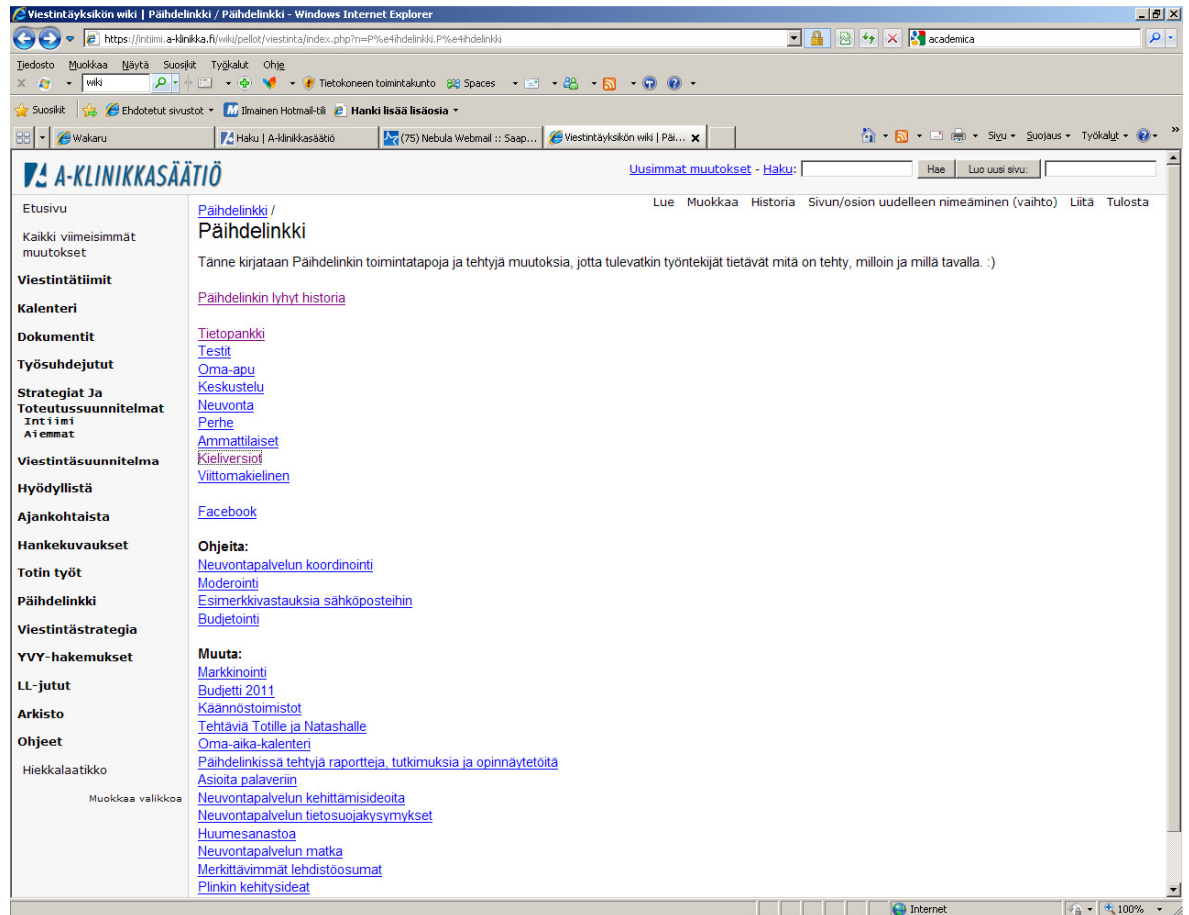 Viestintäyksikön wiki | Päihdelinkki / Päihdelinkki - Windows Internet Explorer
https://intiimi.a-klinikka.fi/wiki/pellot/viestinta/index.php?n=P%e4ihdelinkki.P%e4ihdelinkki
academica
Tiedosto Muokkaa Näytä Suosikit Työkalut Ohje
X wiki Tietokoneen toimintakunto Spaces
Suosikit Ehdotetut sivustot Ilmainen Hotmail-tili Hanki lisää lisäosia
Wakaru Haku | A-klinikkasäätiö (75) Nebula Webmail :: Saap... Viestintäyksikön wiki | Päi... X Sivu Suojaus Työkalut »
A-KLINIKKASÄÄTIÖ
Uusimmat muutokset - Haku: Hae Luo uusi sivu:
Lue Muokkaa Historia Sivun/osion uudelleen nimeäminen (vaihto) Liitä Tulosta
Etusivu
Kaikki viimeisimmät
muutokset
Viestintätiimit
Kalenteri
Dokumentit
Työsuhdejutut
Strategiat Ja
Toteutussuunnitelmat
Intiimi
Aiemmat
Viestintäsuunnitelma
Hyödyllistä
Ajankohtaista
Hankekuvaukset
Totin työt
Päihdelinkki
Viestintästrategia
YVY-hakemukset
LL-jutut
Arkisto
Ohjeet
Hiekkalaatikko
Muokkaa valikkoa
Päihdelinkki /
Päihdelinkki
Tänne kirjataan Päihdelinkin toimintatapoja ja tehtyjä muutoksia, jotta tulevatkin työntekijät tietävät mitä on tehty, milloin ja millä tavalla. :)
Päihdelinkin lyhyt historia
Tietopankki
Testit
Oma-apu
Keskustelu
Neuvonta
Perhe
Ammattilaiset
Kieliversiot
Viittomakielinen
Facebook
Ohjeita:
Neuvontapalvelun koordinointi
Moderointi
Esimerkkivastauksia sähköposteihin
Budjetointi
Muuta:
Markkinointi
Budjetti 2011
Käännöstoimistot
Tehtäviä Totille ja Natashalle
Oma-aika-kalenteri
Päihdelinkissä tehtyjä raportteja, tutkimuksia ja opinnäytetöitä
Asioita palaveriin
Neuvontapalvelun kehittämisideoita
Neuvontapalvelun tietosuojakysymykset
Huumesanastoa
Neuvontapalvelun matka
Merkittävimmät lehdistöosumat
Plinkin kehitysideat
Internet 100%